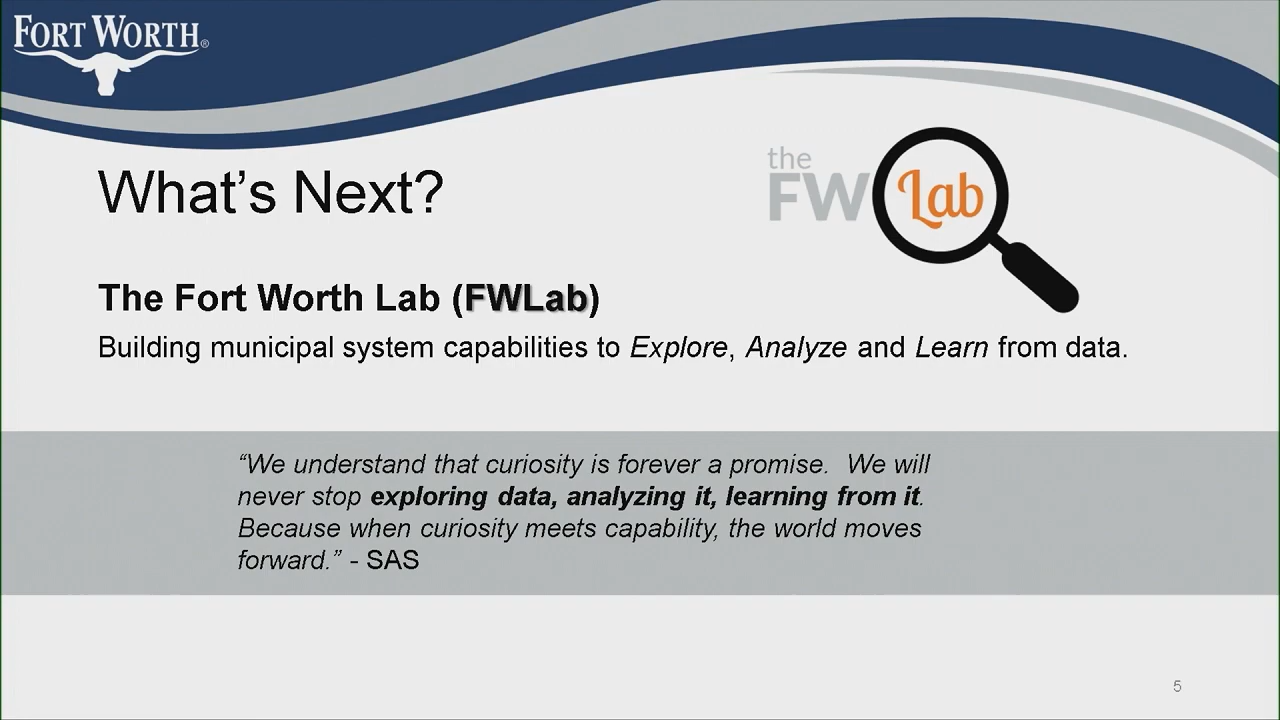 FORT WORTH®
the
FW Lab
What's Next?
The Fort Worth Lab (FWLab)
Building municipal system capabilities to Explore, Analyze and Learn from data.
“We understand that curiosity is forever a promise. We will
never stop exploring data, analyzing it, learning from it.
Because when curiosity meets capability, the world moves
forward.” - SAS
5